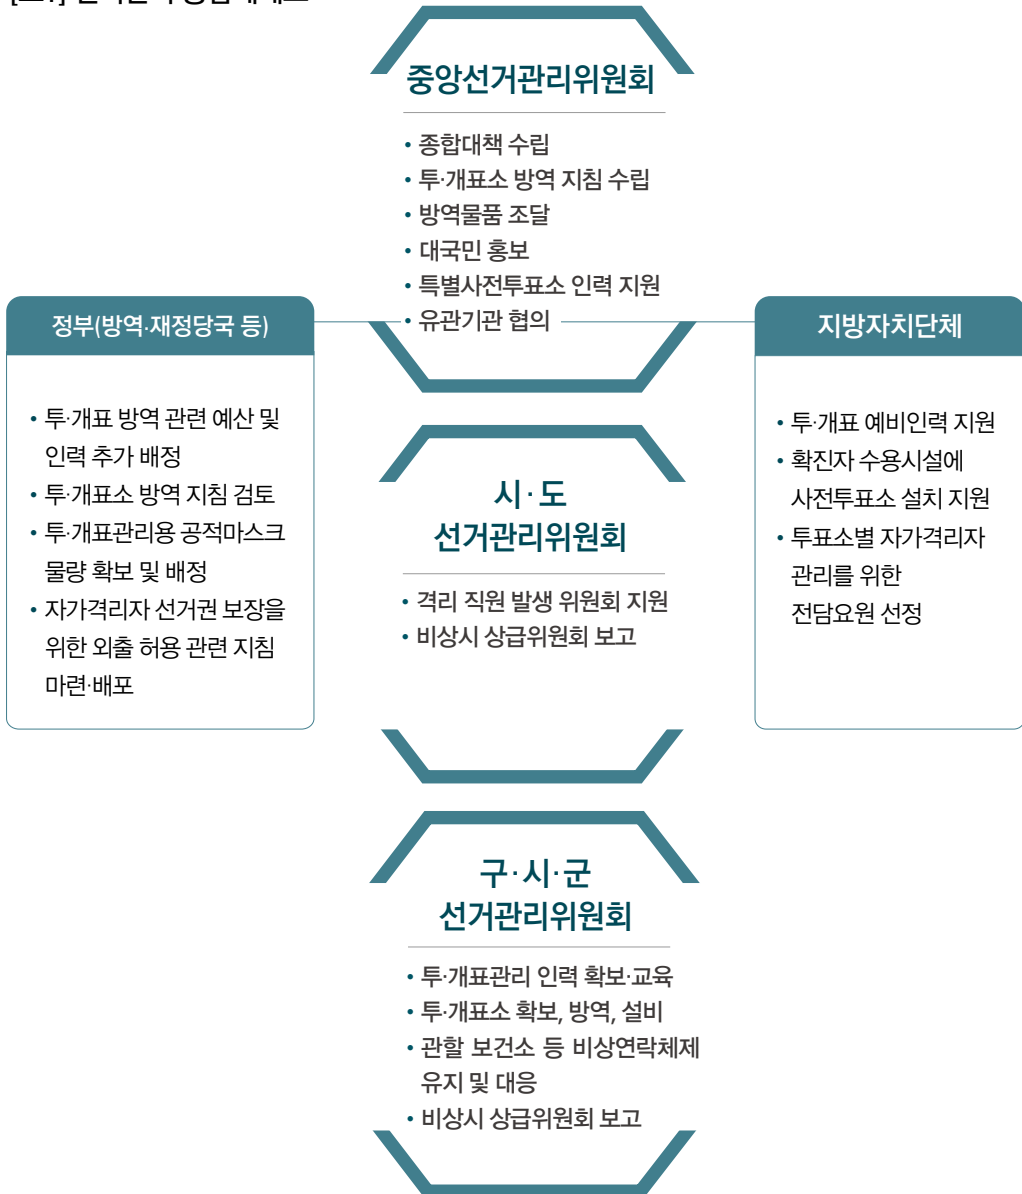 중앙선거관리위원회
• 종합대책 수립
• 투·개표소 방역 지침 수립
• 방역물품 조달
• 대국민 홍보
• 특별사전투표소 인력 지원
• 유관기관 협의
정부(방역·재정당국 등)
• 투·개표 방역 관련 예산 및
인력 추가 배정
• 투·개표소 방역 지침 검토
• 투·개표관리용 공적마스크
물량 확보 및 배정
• 자가격리자 선거권 보장을
위한 외출 허용 관련 지침
마련·배포
지방자치단체
• 투·개표 예비인력 지원
• 확진자 수용시설에
사전투표소 설치 지원
• 투표소별 자가격리자
관리를 위한
전담요원 선정
시·도
선거관리위원회
• 격리 직원 발생 위원회 지원
• 비상시 상급위원회 보고
구·시·군
선거관리위원회
• 투·개표관리 인력 확보·교육
• 투·개표소 확보, 방역, 설비
• 관할 보건소 등 비상연락체제
유지 및 대응
• 비상시 상급위원회 보고